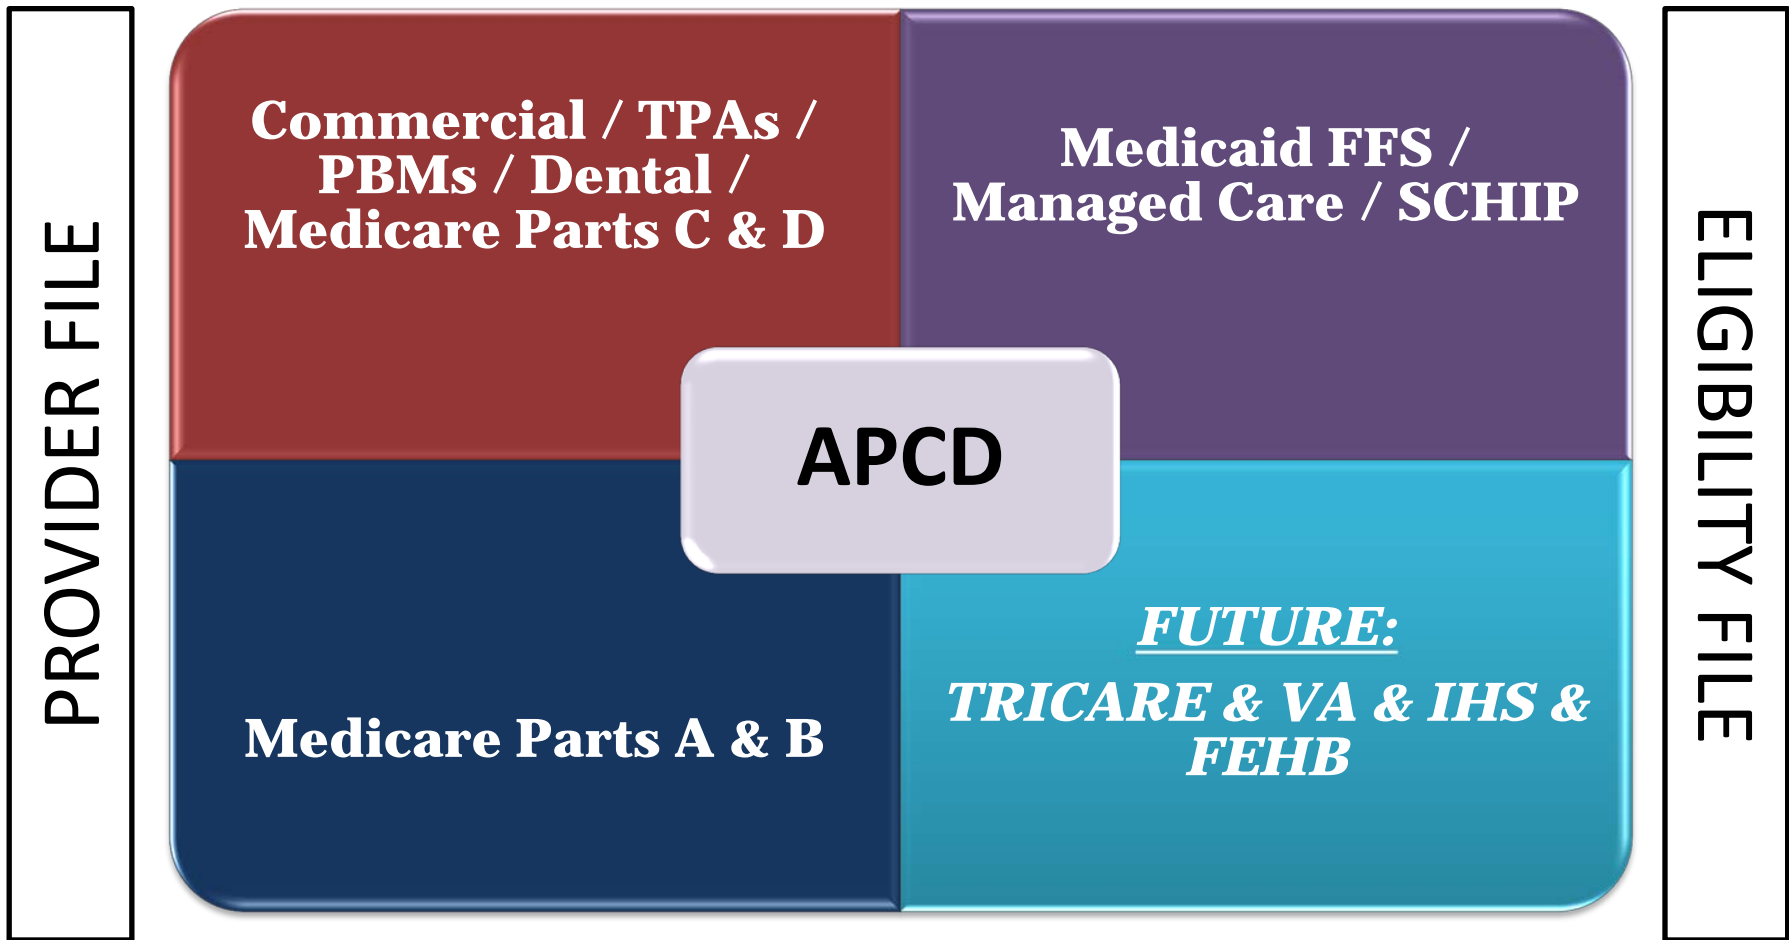 PROVIDER FILE
Commercial / TPAs /
PBMs / Dental /
Medicare Parts C & D
Medicaid FFS /
Managed Care / SCHIP
APCD
Medicare Parts A & B
FUTURE:
TRICARE & VA & IHS &
FEHB
ELIGIBILITY FILE